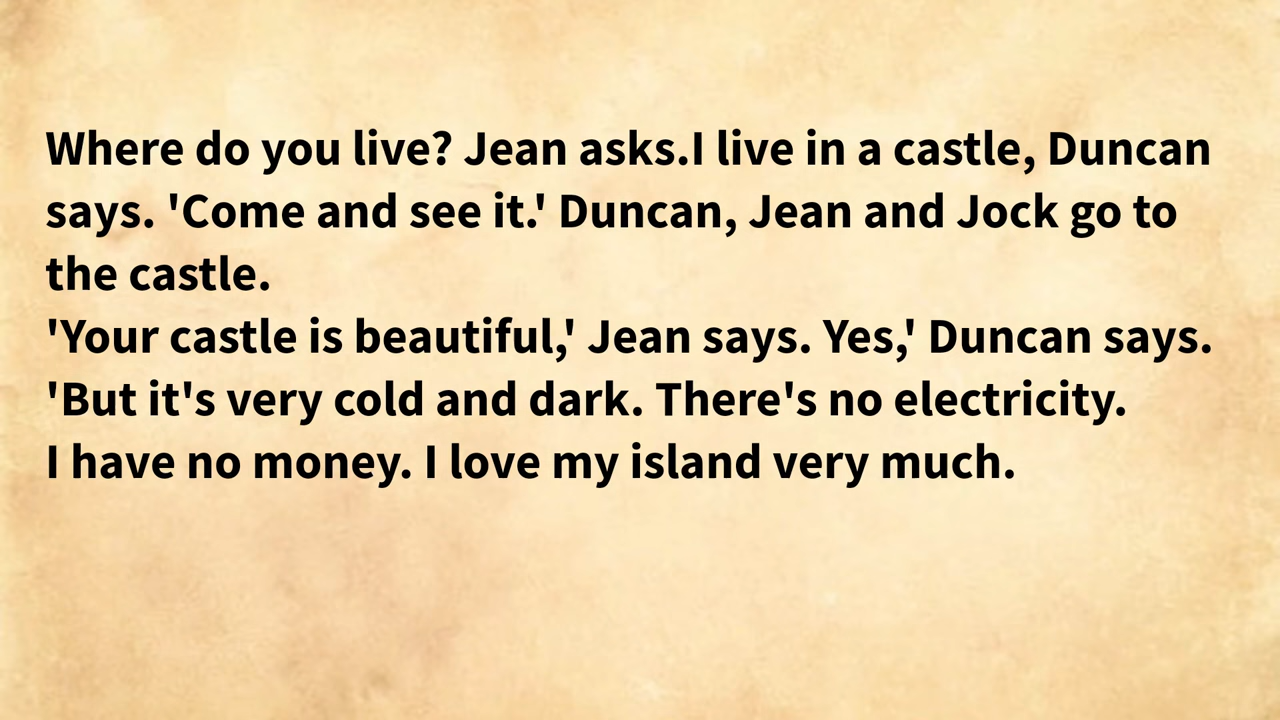 Where do you live? Jean asks.I live in a castle, Duncan
says. 'Come and see it.' Duncan, Jean and Jock go to
the castle.
'Your castle is beautiful,' Jean says. Yes,' Duncan says.
'But it's very cold and dark. There's no electricity.
I have no money. I love my island very much.